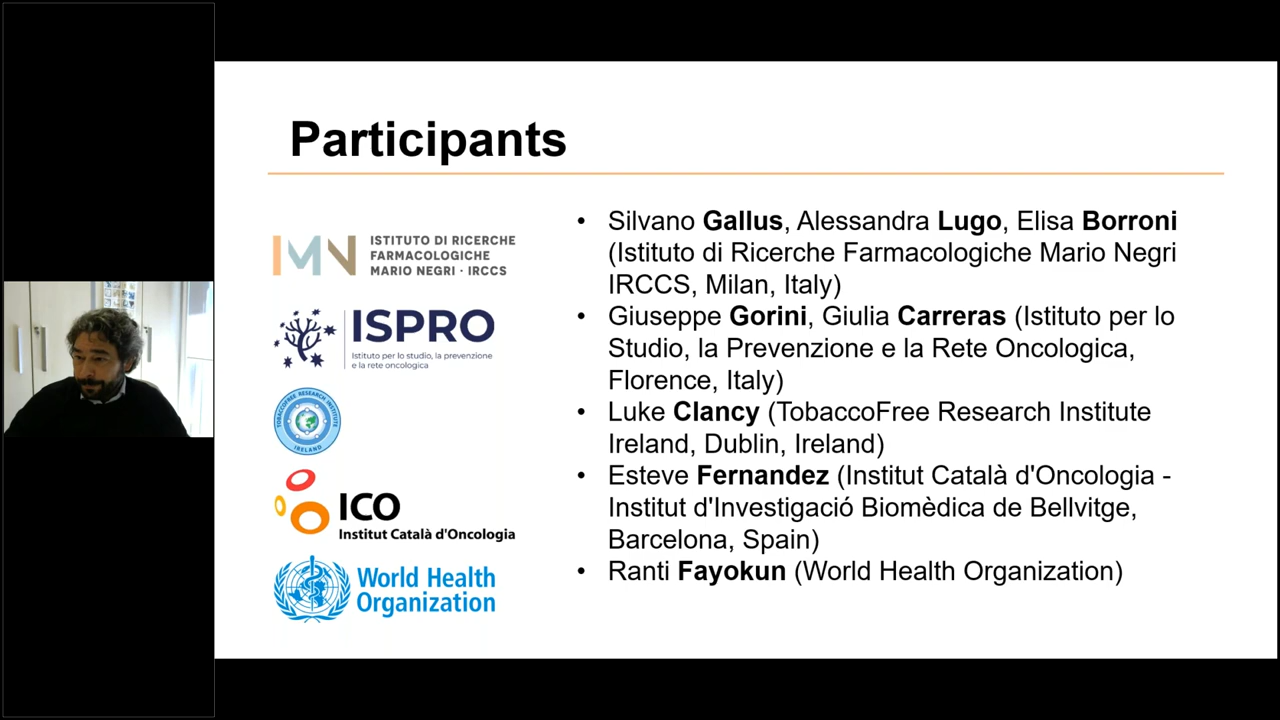 Participants
ISTITUTO DI RICERCHE
FARMACOLOGICHE
MARIO NEGRI · IRCCS
ISPRO
Istituto per lo studio, la prevenzione
e la rete oncologica
TOBACCOFREE RESEARCH INSTITUTE
IRELAND
ICO
Institut Català d'Oncologia
World Health
Organization
• Silvano Gallus, Alessandra Lugo, Elisa Borroni
(Istituto di Ricerche Farmacologiche Mario Negri
IRCCS, Milan, Italy)
• Giuseppe Gorini, Giulia Carreras (Istituto per lo
Studio, la Prevenzione e la Rete Oncologica,
Florence, Italy)
• Luke Clancy (TobaccoFree Research Institute
Ireland, Dublin, Ireland)
• Esteve Fernandez (Institut Català d'Oncologia -
Institut d'Investigació Biomèdica de Bellvitge,
Barcelona, Spain)
• Ranti Fayokun (World Health Organization)